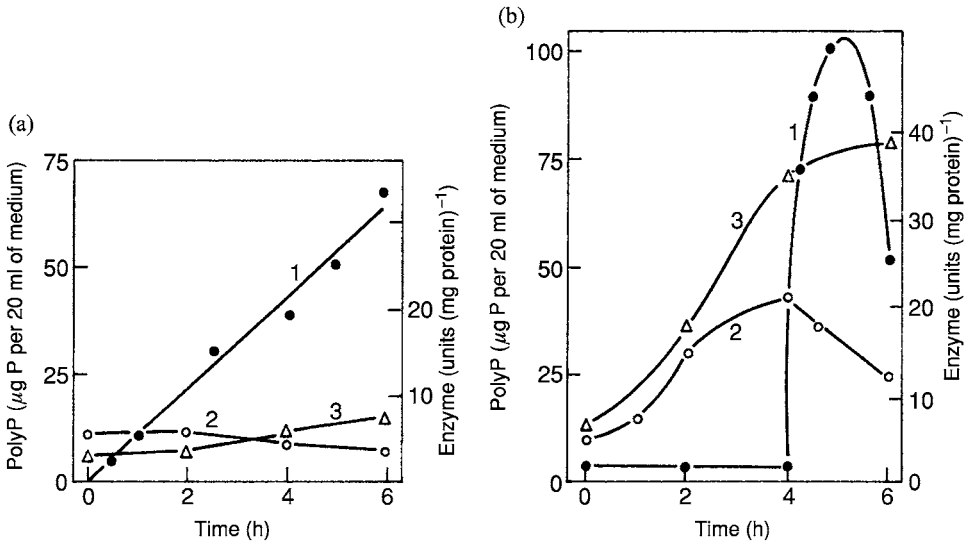 (a)
PolyP (μg P per 20 ml of medium)
75
50
25
0
1
2
3
20
10
Enzyme (units (mg protein)⁻¹)
0 2 4 6
Time (h)
(b)
PolyP (μg P per 20 ml of medium)
100
75
50
25
0
1
3
2
40
30
20
10
0
Enzyme (units (mg protein)⁻¹)
0 2 4 6
Time (h)